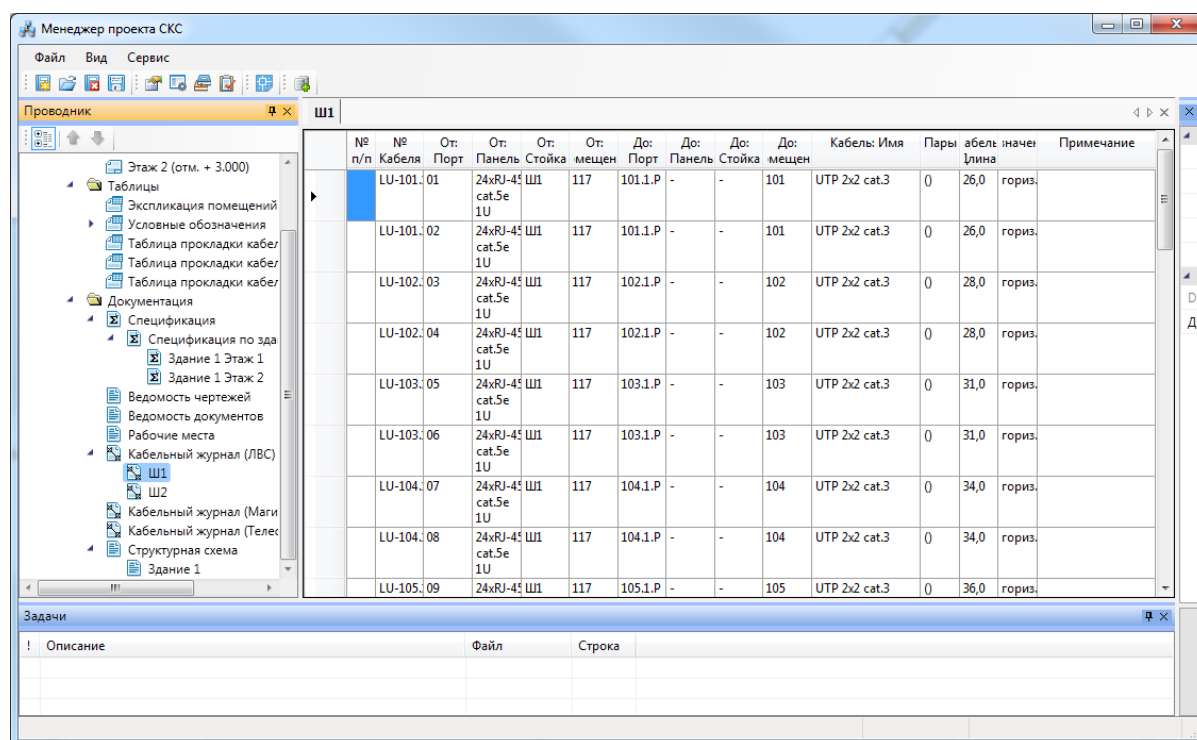 Менеджер проекта СКС
Файл Вид Сервис
Проводник
Этаж 2 (отм. + 3.000)
Таблицы
Экспликация помещений
Условные обозначения
Таблица прокладки кабел
Таблица прокладки кабел
Таблица прокладки кабел
Документация
Спецификация
Спецификация по зда
Здание 1 Этаж 1
Здание 1 Этаж 2
Ведомость чертежей
Ведомость документов
Рабочие места
Кабельный журнал (ЛВС)
Ш1
Ш2
Кабельный журнал (Маги
Кабельный журнал (Телес
Структурная схема
Здание 1
Ш1
№ № От: От: От: От: До: До: До: До: Кабель: Имя Пары абель значен Примечание
п/п Кабеля Порт Панель Стойка мещен Порт Панель Стойка мещен Длина
LU-101. 01 24xRJ-45 Ш1 117 101.1.P - - 101 UTP 2x2 cat.3 () 26,0 гориз.
cat.5e
1U
LU-101. 02 24xRJ-45 Ш1 117 101.1.P - - 101 UTP 2x2 cat.3 () 26,0 гориз.
cat.5e
1U
LU-102. 03 24xRJ-45 Ш1 117 102.1.P - - 102 UTP 2x2 cat.3 () 28,0 гориз.
cat.5e
1U
LU-102. 04 24xRJ-45 Ш1 117 102.1.P - - 102 UTP 2x2 cat.3 () 28,0 гориз.
cat.5e
1U
LU-103. 05 24xRJ-45 Ш1 117 103.1.P - - 103 UTP 2x2 cat.3 () 31,0 гориз.
cat.5e
1U
LU-103. 06 24xRJ-45 Ш1 117 103.1.P - - 103 UTP 2x2 cat.3 () 31,0 гориз.
cat.5e
1U
LU-104. 07 24xRJ-45 Ш1 117 104.1.P - - 104 UTP 2x2 cat.3 () 34,0 гориз.
cat.5e
1U
LU-104. 08 24xRJ-45 Ш1 117 104.1.P - - 104 UTP 2x2 cat.3 () 34,0 гориз.
cat.5e
1U
LU-105. 09 24xRJ-45 Ш1 117 105.1.P - - 105 UTP 2x2 cat.3 () 36,0 гориз.
D
Д
Задачи
! Описание Файл Строка